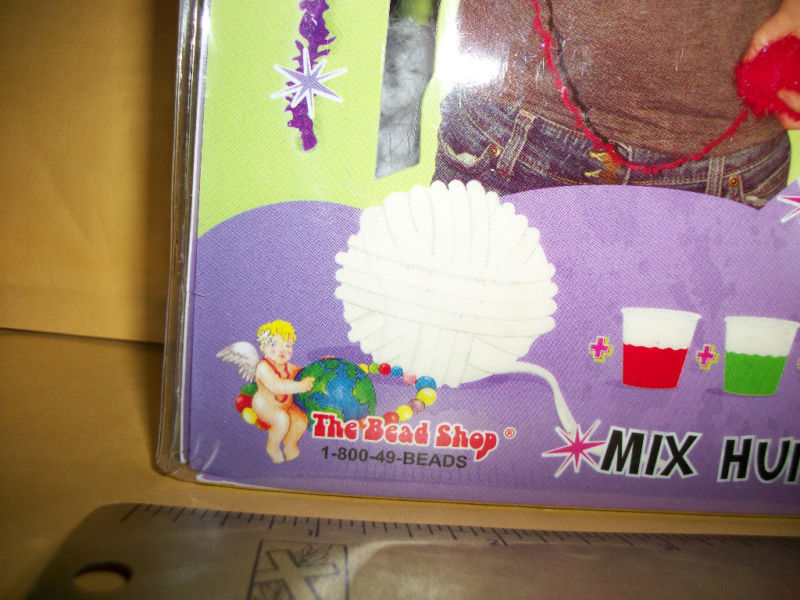 The Bead Shop ®
1-800-49-BEADS
MIX